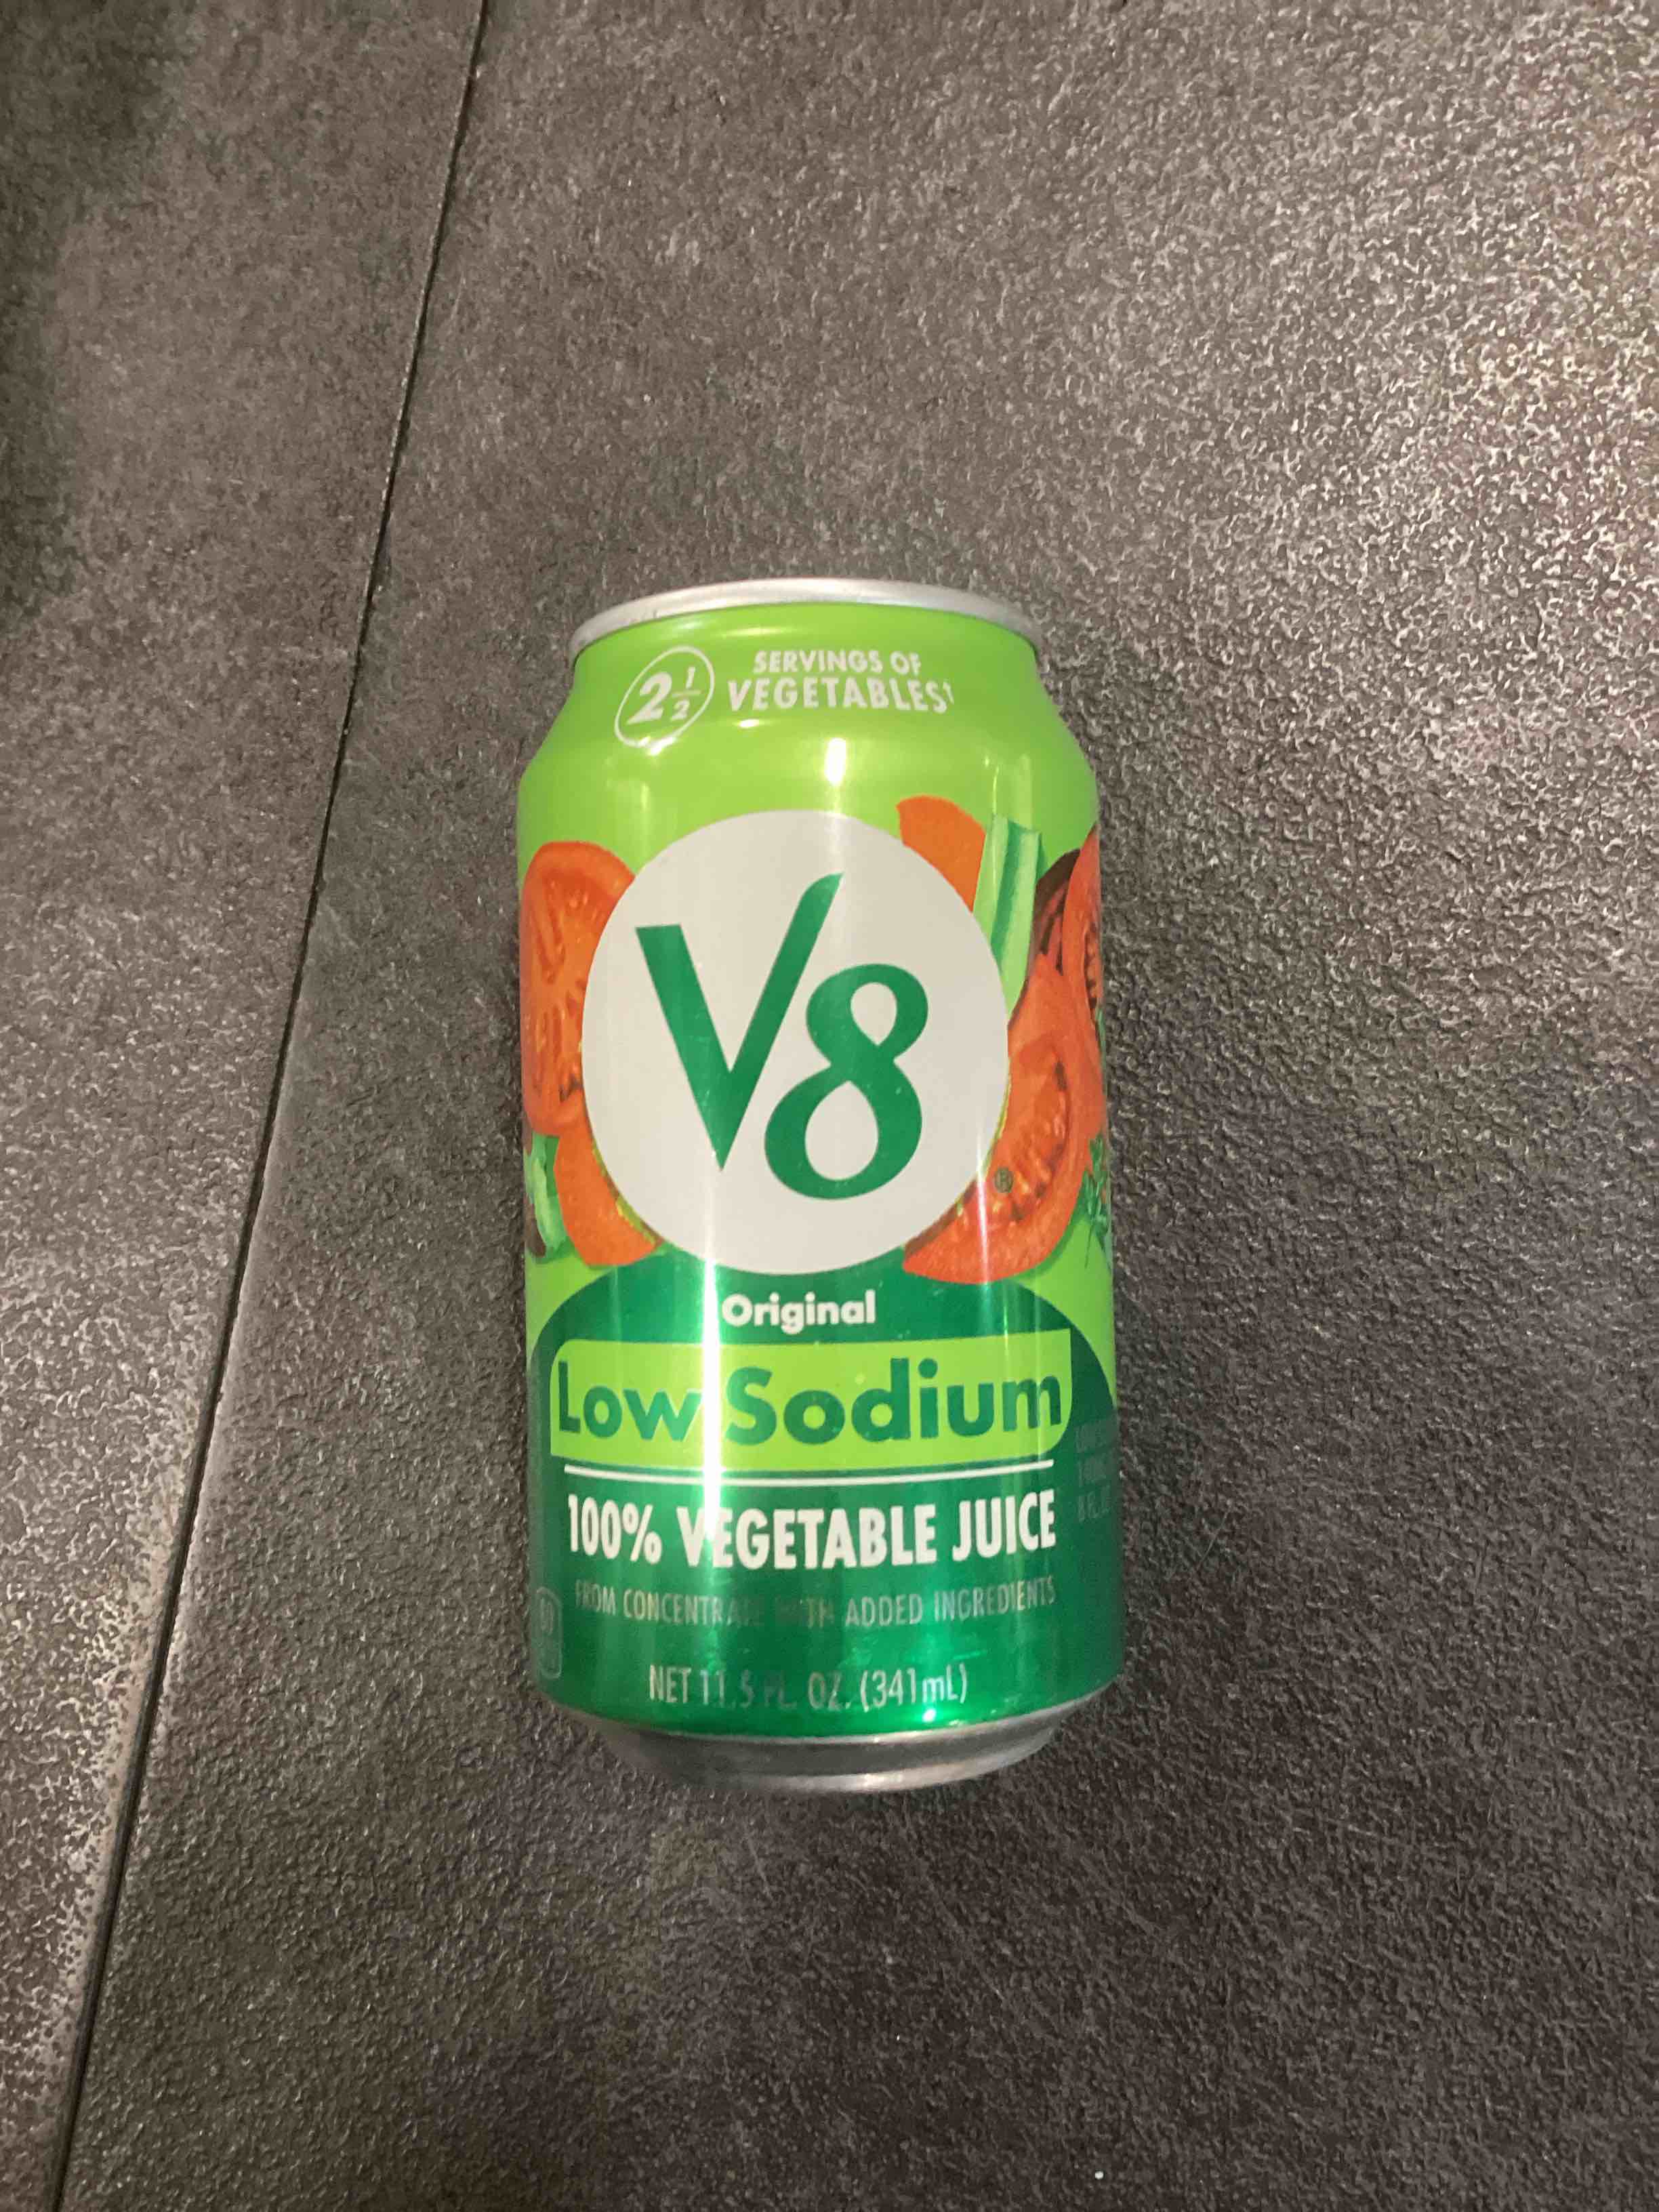 2 1/2 SERVINGS OF
VEGETABLES†
V8
®
Original
Low Sodium
100% VEGETABLE JUICE
FROM CONCENTRATE WITH ADDED INGREDIENTS
NET 11.5 FL. OZ. (341mL)